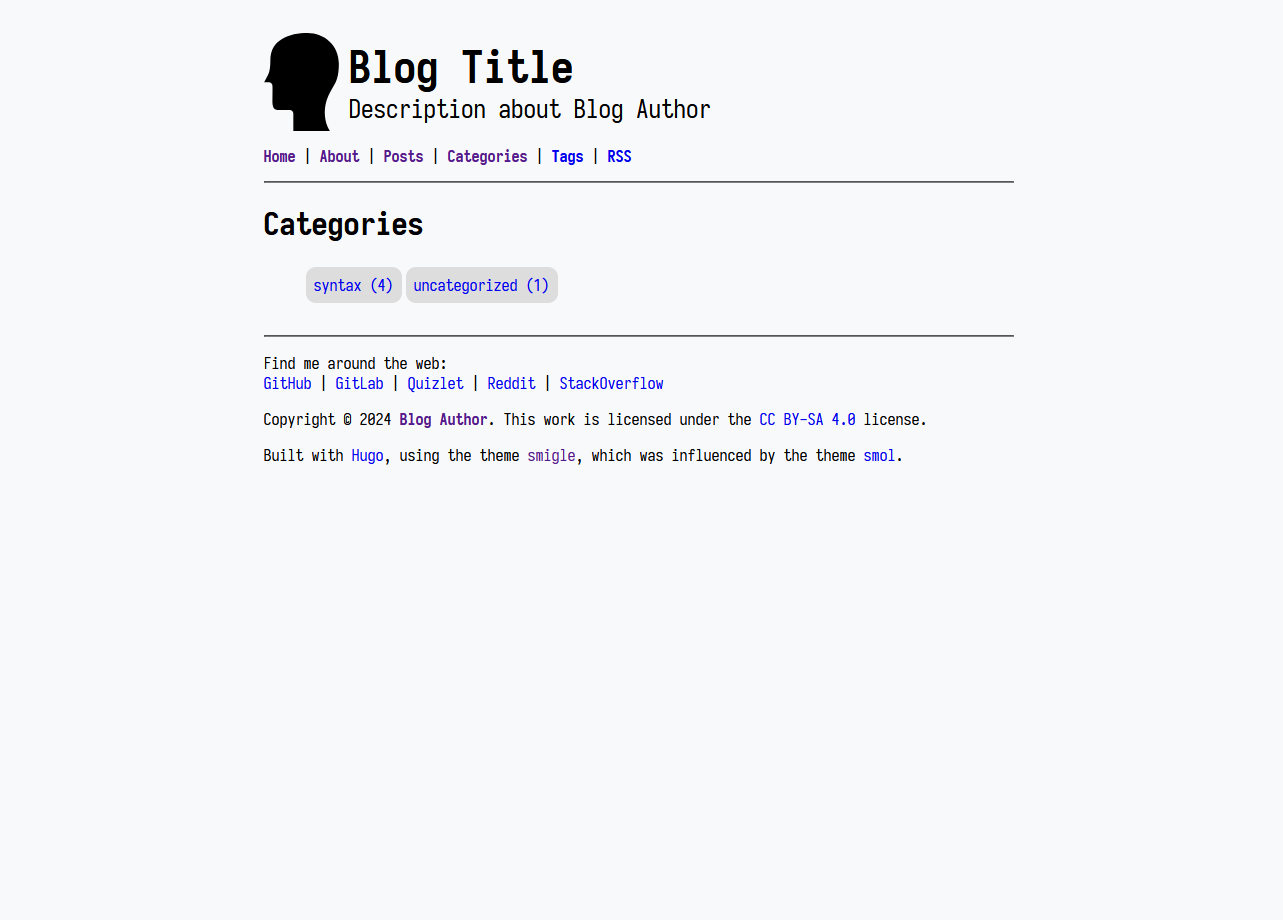 Blog Title
Description about Blog Author
Home | About | Posts | Categories | Tags | RSS
Categories
syntax (4) uncategorized (1)
Find me around the web:
GitHub | GitLab | Quizlet | Reddit | StackOverflow
Copyright © 2024 Blog Author. This work is licensed under the CC BY-SA 4.0 license.
Built with Hugo, using the theme smigle, which was influenced by the theme smol.